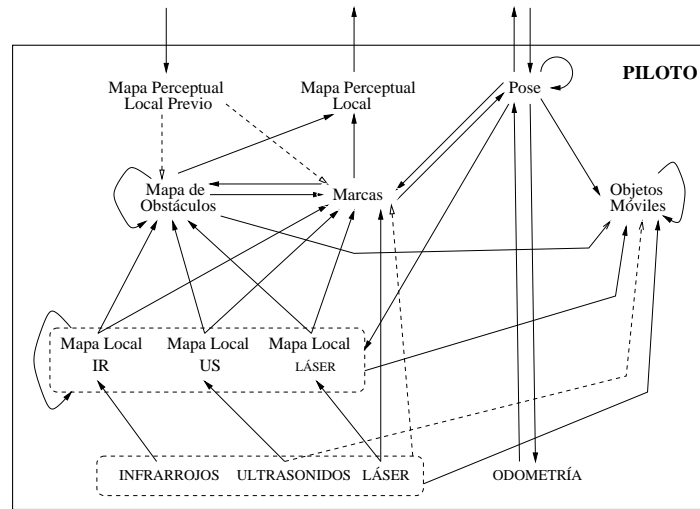 PILOTO
Mapa Perceptual
Local Previo
Mapa Perceptual
Local
Pose
Mapa de
Obstáculos
Marcas
Objetos
Móviles
Mapa Local
IR
Mapa Local
US
Mapa Local
LÁSER
INFRARROJOS
ULTRASONIDOS
LÁSER
ODOMETRÍA